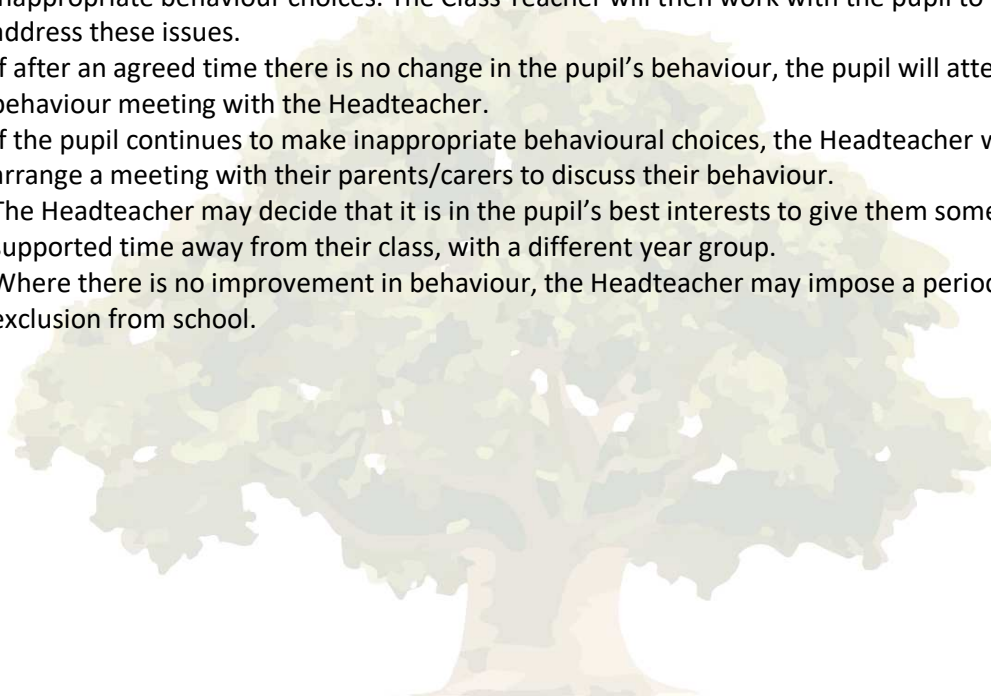 inappropriate behaviour choices. The Class Teacher will then work with the pupil to
address these issues.
If after an agreed time there is no change in the pupil's behaviour, the pupil will
behaviour meeting with the Headteacher.
If the pupil continues to make inappropriate behavioural choices, the Headteacher
arrange a meeting with their parents/carers to discuss their behaviour.
The Headteacher may decide that it is in the pupil's best interests to give them some
supported time away from their class, with a different year group.
Where there is no improvement in behaviour, the Headteacher may impose a period
exclusion from school.